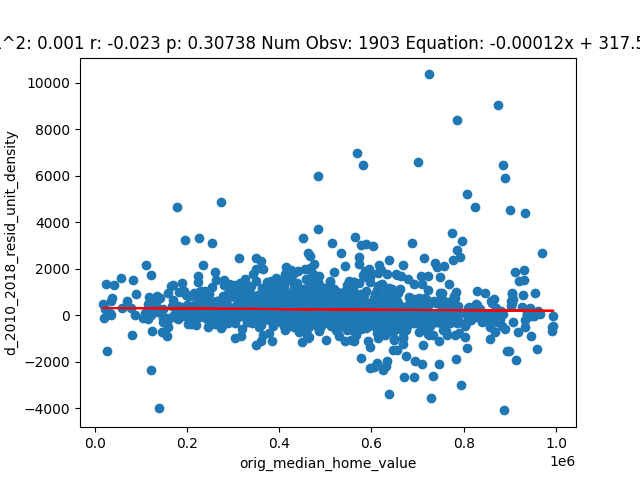 ^2: 0.001 r: -0.023 p: 0.30738 Num Obsv: 1903 Equation: -0.00012x + 317.5
10000
8000
6000
4000
2000
0
−2000
−4000
d_2010_2018_resid_unit_density
0.0 0.2 0.4 0.6 0.8 1.0
1e6
orig_median_home_value